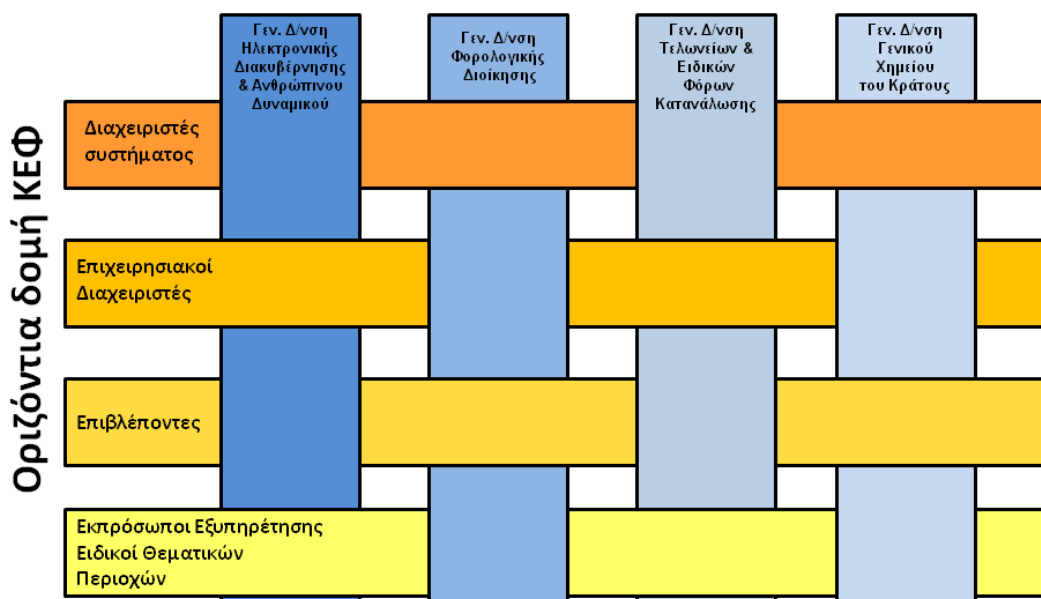 Γεν. Δ/νση
Ηλεκτρονικής
Διακυβέρνησης
& Ανθρώπινου
Δυναμικού
Γεν. Δ/νση
Φορολογικής
Διοίκησης
Γεν. Δ/νση
Τελωνείων &
Ειδικών
Φόρων
Κατανάλωσης
Γεν. Δ/νση
Γενικού
Χημείου
του Κράτους
Οριζόντια δομή ΚΕΦ
Διαχειριστές
συστήματος
Επιχειρησιακοί
Διαχειριστές
Επιβλέποντες
Εκπρόσωποι Εξυπηρέτησης
Ειδικοί Θεματικών
Περιοχών